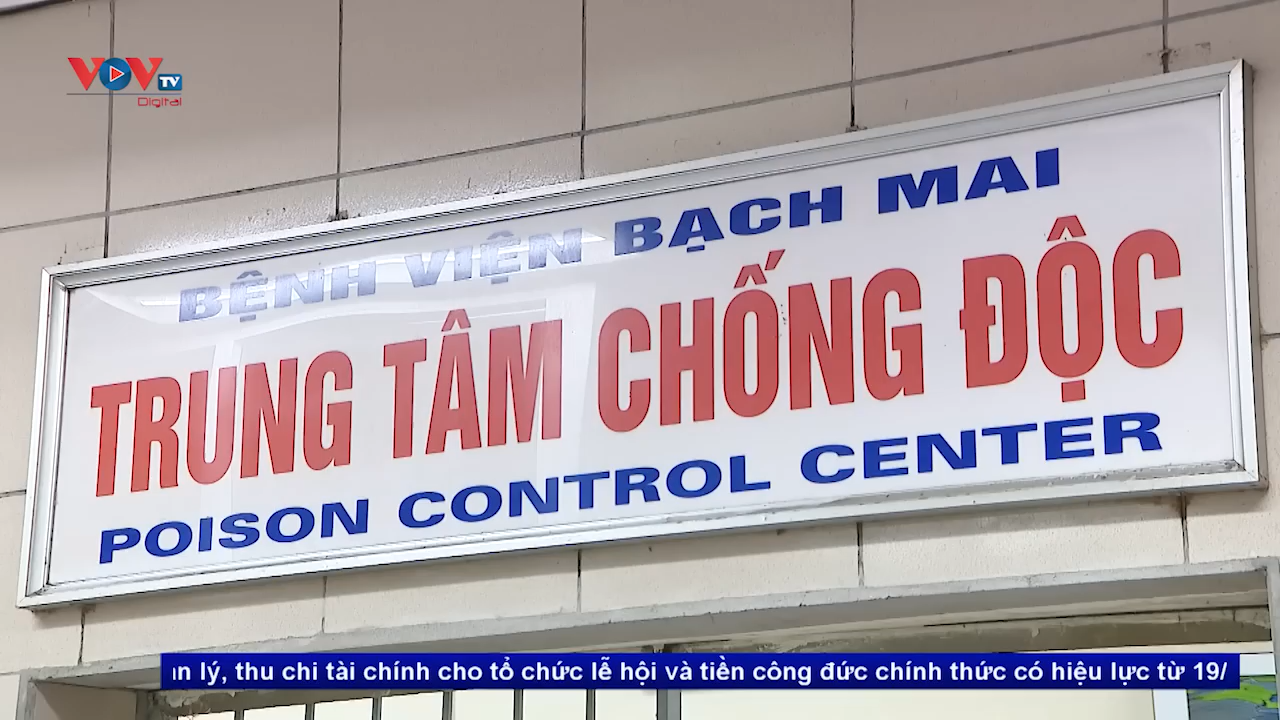 VOV TV
Digital
BỆNH VIỆN BẠCH MAI
TRUNG TÂM CHỐNG ĐỘC
POISON CONTROL CENTER
lý, thu chi tài chính cho tổ chức lễ hội và tiền công đức chính thức có hiệu lực từ 19/